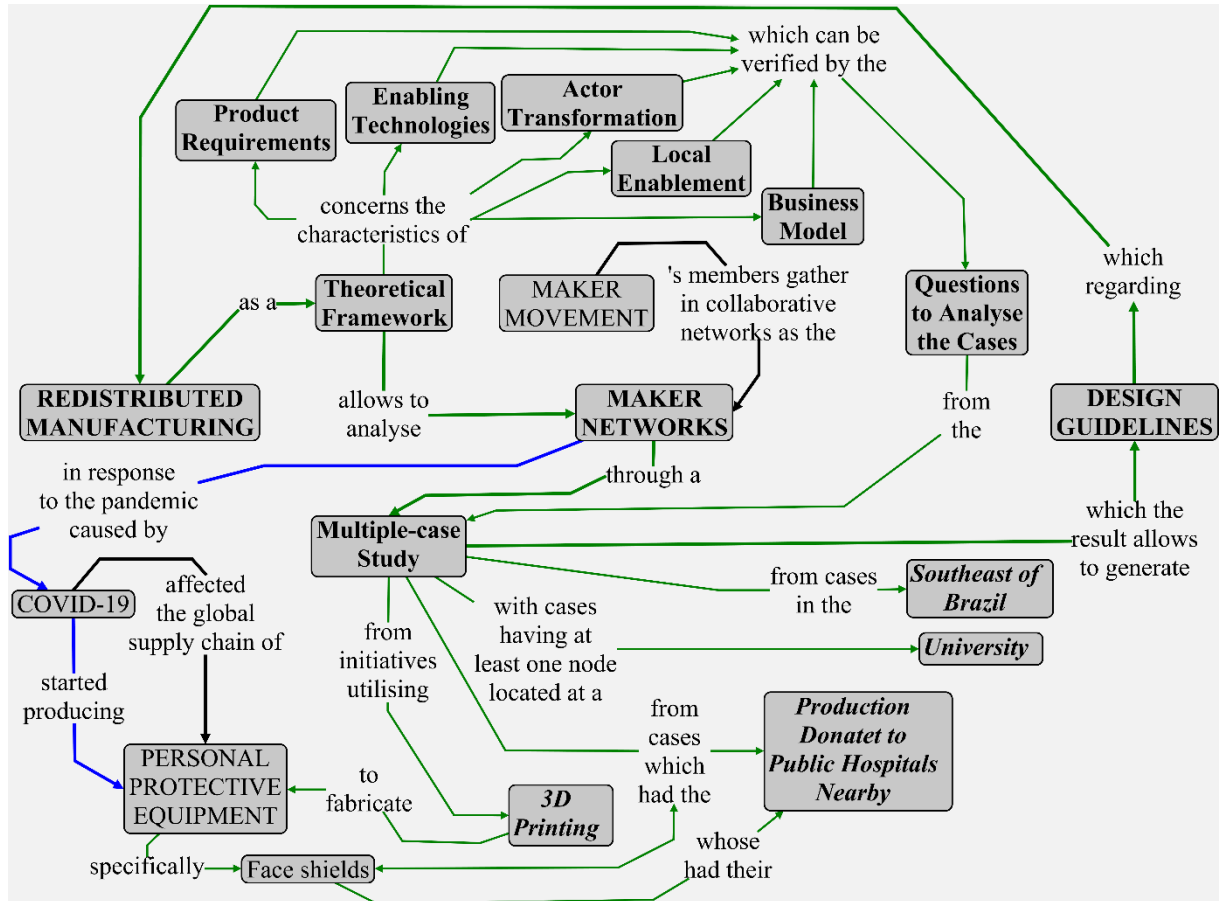 which can be
verified by the
Product
Requirements
Enabling
Technologies
Actor
Transformation
Local
Enablement
Business
Model
concerns the
characteristics of
as a
Theoretical
Framework
MAKER
MOVEMENT
's members gather
in collaborative
networks as the
Questions
to Analyse
the Cases
which
regarding
REDISTRIBUTED
MANUFACTURING
allows to
analyse
MAKER
NETWORKS
from
the
DESIGN
GUIDELINES
in response
to the pandemic
caused by
through a
Multiple-case
Study
which the
result allows
to generate
COVID-19
affected
the global
supply chain of
from cases
in the
Southeast of
Brazil
from
initiatives
utilising
with cases
having at
least one node
located at a
University
started
producing
from
cases
which
had the
Production
Donatet to
Public Hospitals
Nearby
PERSONAL
PROTECTIVE
EQUIPMENT
to
fabricate
3D
Printing
specifically
Face shields
whose
had their